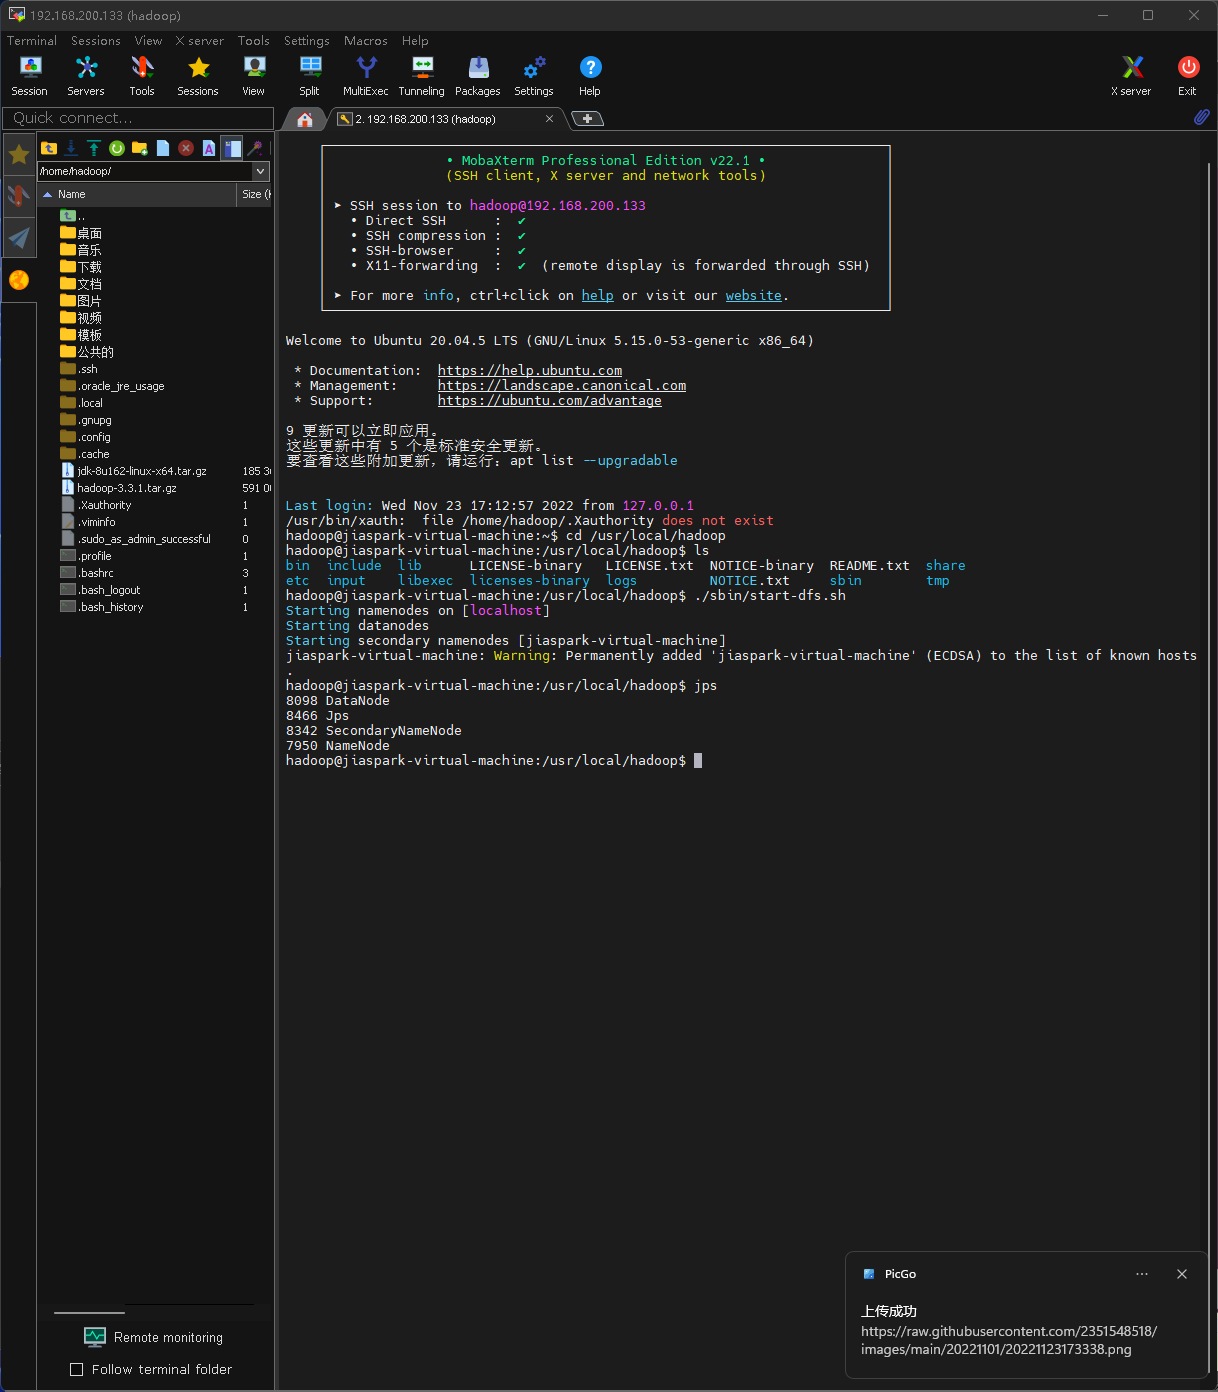 192.168.200.133 (hadoop)
Terminal Sessions View X server Tools Settings Macros Help
Session Servers Tools Sessions View Split MultiExec Tunneling Packages Settings Help X server Exit
Quick connect...
2. 192.168.200.133 (hadoop)
/home/hadoop/
Name Size (K
..
桌面
音乐
下载
文档
图片
视频
模板
公共的
.ssh
.oracle_jre_usage
.local
.gnupg
.config
.cache
jdk-8u162-linux-x64.tar.gz 185 3
hadoop-3.3.1.tar.gz 591 0
.Xauthority 1
.viminfo 1
.sudo_as_admin_successful 0
.profile 1
.bashrc 3
.bash_logout 1
.bash_history 1
Remote monitoring
Follow terminal folder
• MobaXterm Professional Edition v22.1 •
(SSH client, X server and network tools)
➤ SSH session to hadoop@192.168.200.133
• Direct SSH : ✔
• SSH compression : ✔
• SSH-browser : ✔
• X11-forwarding : ✔ (remote display is forwarded through SSH)
➤ For more info, ctrl+click on help or visit our website.
Welcome to Ubuntu 20.04.5 LTS (GNU/Linux 5.15.0-53-generic x86_64)
* Documentation: https://help.ubuntu.com
* Management: https://landscape.canonical.com
* Support: https://ubuntu.com/advantage
9 更新可以立即应用。
这些更新中有 5 个是标准安全更新。
要查看这些附加更新，请运行：apt list --upgradable
Last login: Wed Nov 23 17:12:57 2022 from 127.0.0.1
/usr/bin/xauth: file /home/hadoop/.Xauthority does not exist
hadoop@jiaspark-virtual-machine:~$ cd /usr/local/hadoop
hadoop@jiaspark-virtual-machine:/usr/local/hadoop$ ls
bin include lib LICENSE-binary LICENSE.txt NOTICE-binary README.txt share
etc input libexec licenses-binary logs NOTICE.txt sbin tmp
hadoop@jiaspark-virtual-machine:/usr/local/hadoop$ ./sbin/start-dfs.sh
Starting namenodes on [localhost]
Starting datanodes
Starting secondary namenodes [jiaspark-virtual-machine]
jiaspark-virtual-machine: Warning: Permanently added 'jiaspark-virtual-machine' (ECDSA) to the list of known hosts
.
hadoop@jiaspark-virtual-machine:/usr/local/hadoop$ jps
8098 DataNode
8466 Jps
8342 SecondaryNameNode
7950 NameNode
hadoop@jiaspark-virtual-machine:/usr/local/hadoop$
PicGo
上传成功
https://raw.githubusercontent.com/2351548518/
images/main/20221101/20221123173338.png